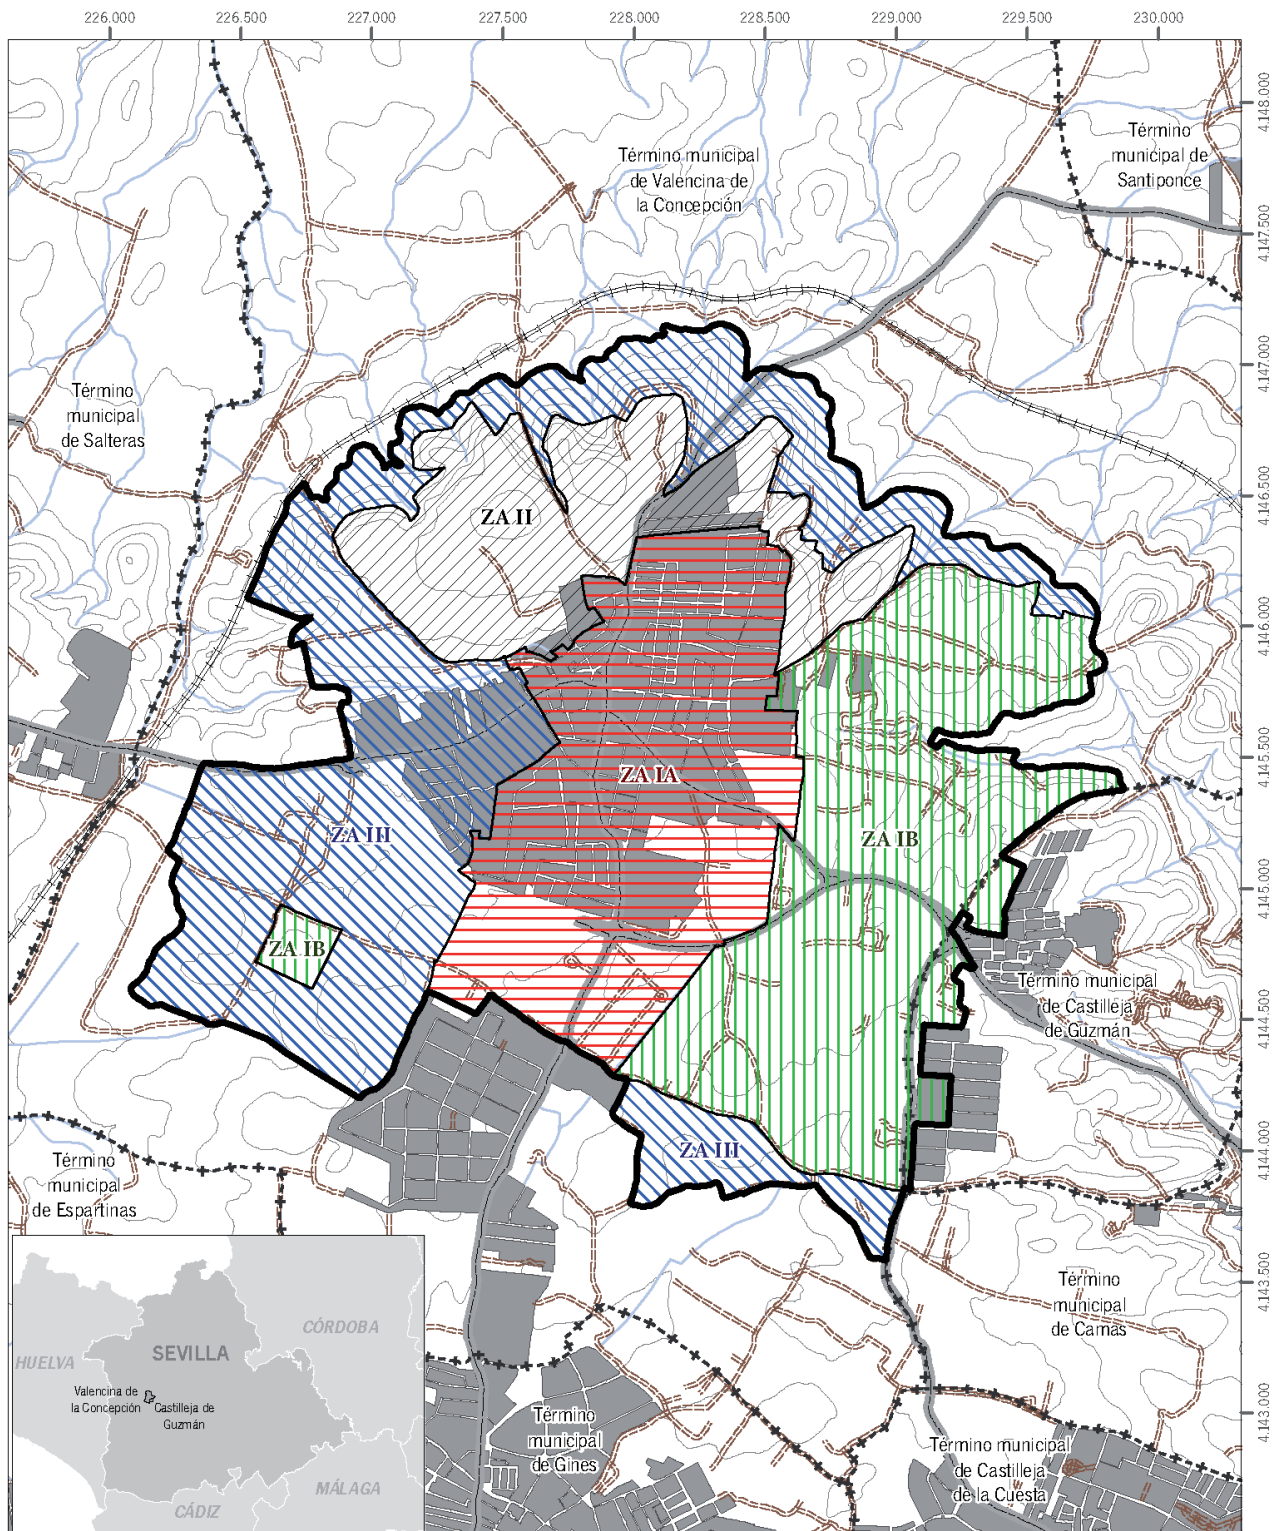 226.000
226.500
227.000
227.500
228.000
228.500
229.000
229.500
230.000
4.148.000
4.147.500
4.147.000
4.146.500
4.146.000
4.145.500
4.145.000
4.144.500
4.144.000
4.143.500
4.143.000
Término municipal
de Valencina de
la Concepción
Término
municipal de
Santiponce
Término
municipal
de Salteras
ZA II
ZA IA
ZA III
ZA IB
ZA IB
Término municipal
de Castilleja
de Guzmán
ZA III
Término
municipal
de Espartinas
Término
municipal
de Camas
Término
municipal
de Gines
Término municipal
de Castilleja
de la Cuesta
CÓRDOBA
HUELVA
SEVILLA
Valencina de
la Concepción
Castilleja de
Guzmán
MÁLAGA
CÁDIZ